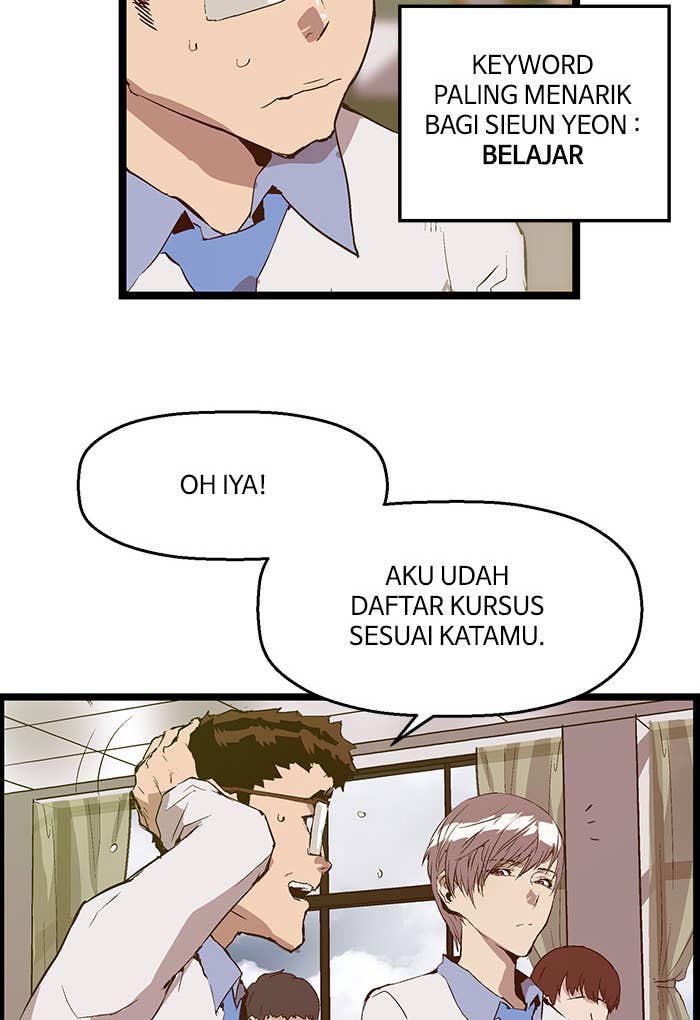 KEYWORD
PALING MENARIK
BAGI SIEUN YEON :
BELAJAR
OH IYA!
AKU UDAH
DAFTAR KURSUS
SESUAI KATAMU.